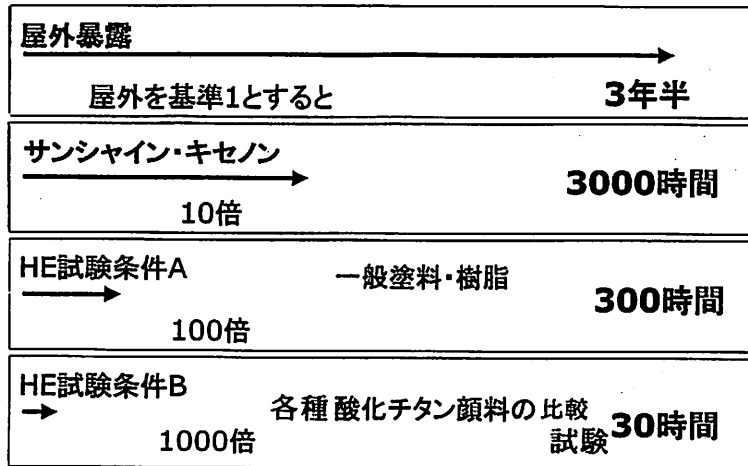 屋外暴露
屋外を基準1とすると 3年半
サンシャイン・キセノン
3000時間
10倍
HE試験条件A 一般塗料・樹脂
300時間
100倍
HE試験条件B
各種酸化チタン顔料の比較
1000倍 試験 30時間